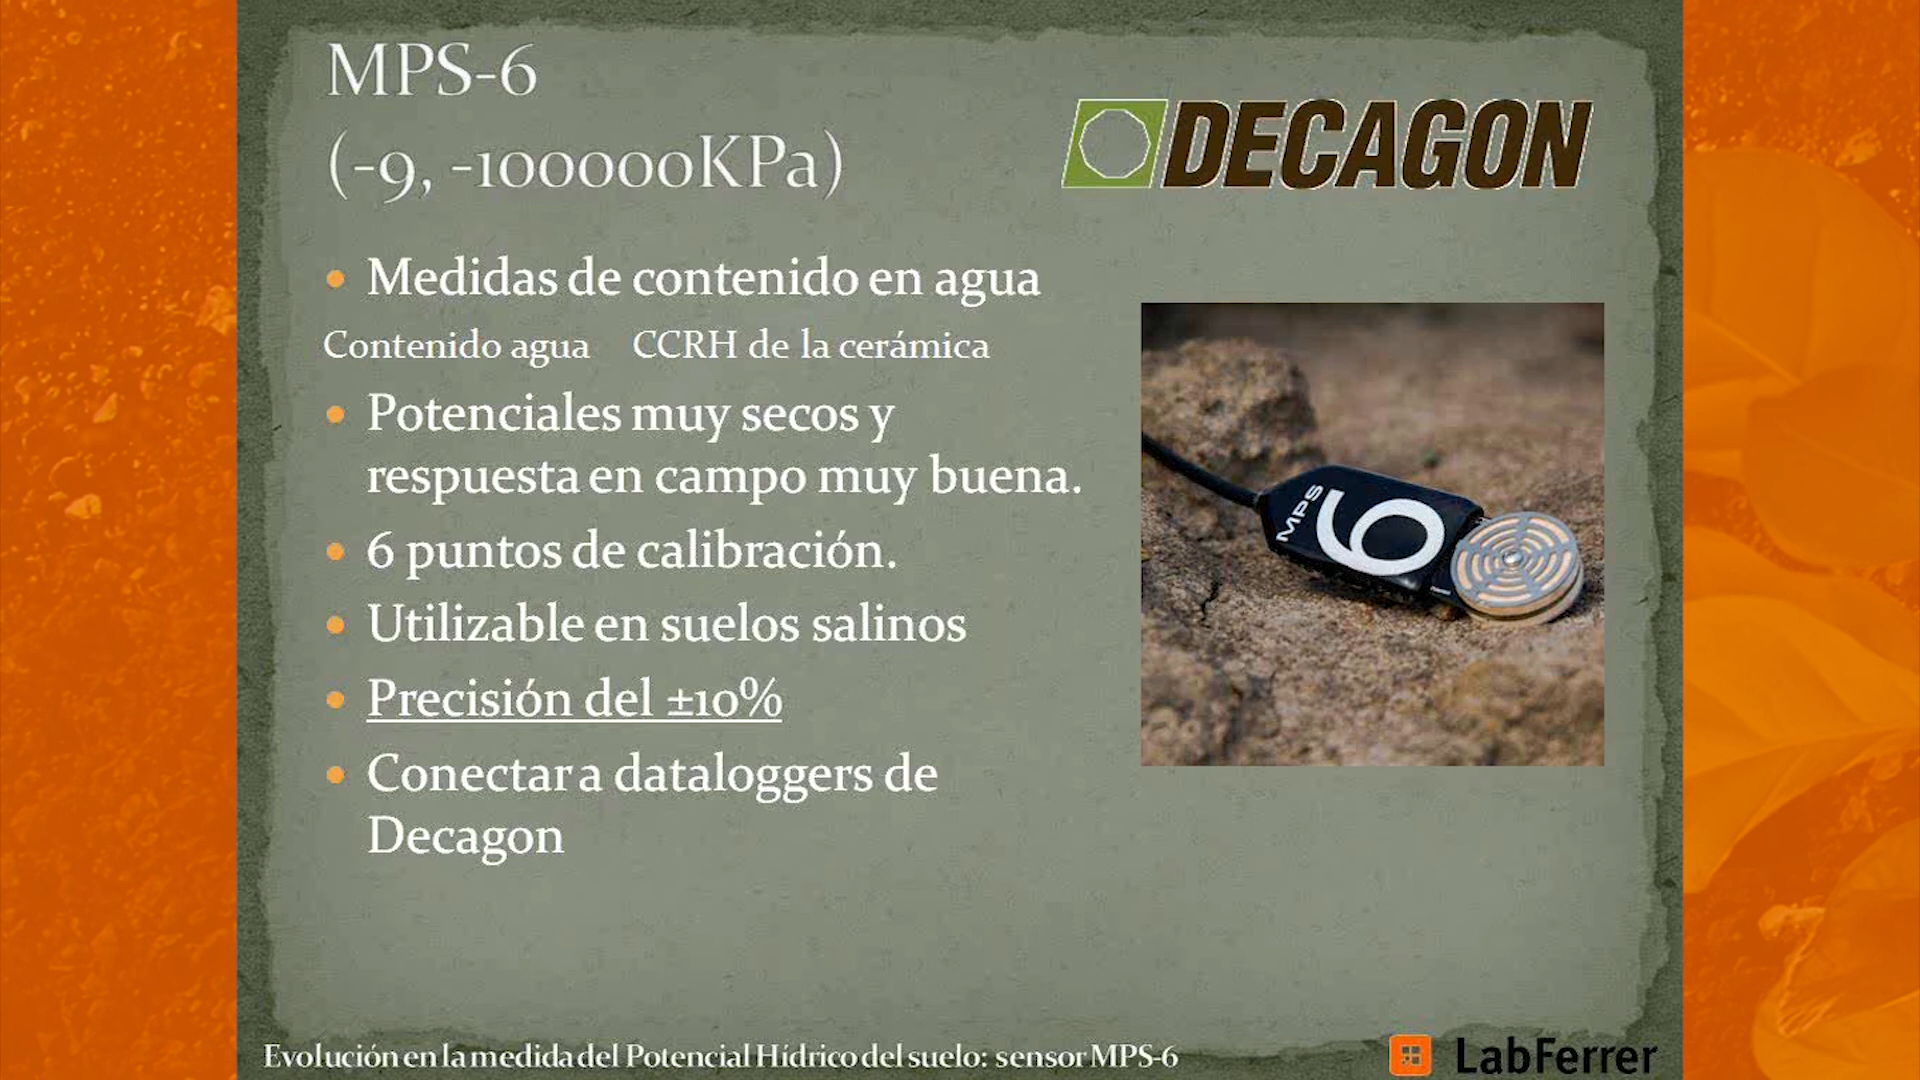 MPS-6
(-9, -100000KPa)
DECAGON
• Medidas de contenido en agua
Contenido agua CCRH de la cerámica
• Potenciales muy secos y
respuesta en campo muy buena.
• 6 puntos de calibración.
• Utilizable en suelos salinos
• Precisión del ±10%
• Conectar a dataloggers de
Decagon
MPS
6
Evolución en la medida del Potencial Hídrico del suelo: sensor MPS-6
LabFerrer